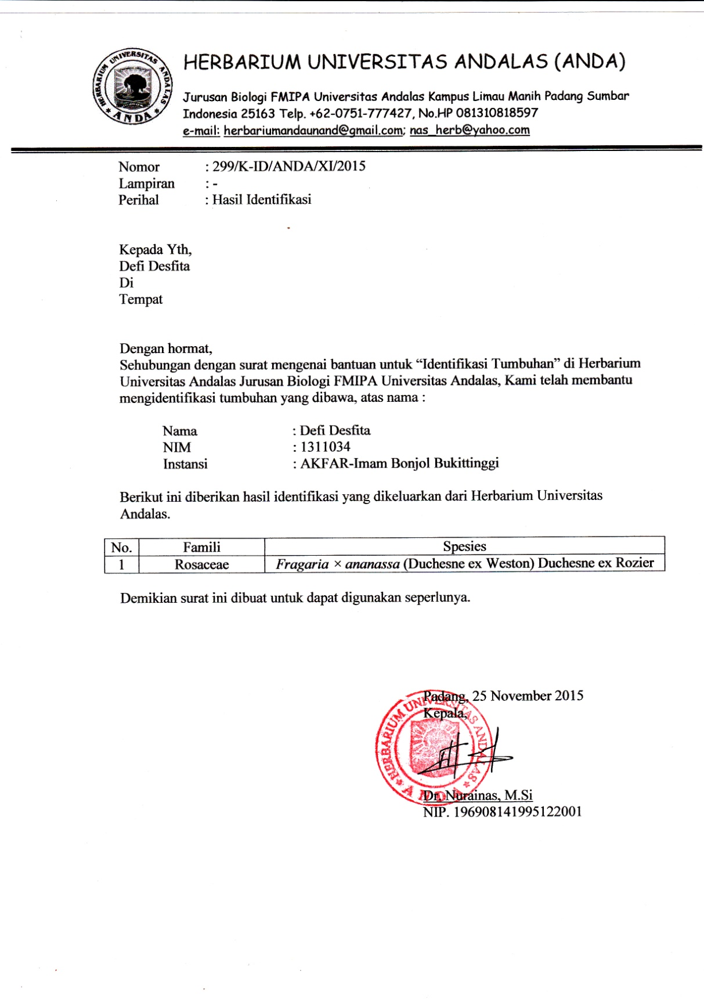 HERBARIUM UNIVERSITAS ANDALAS
* ANDA *
HERBARIUM UNIVERSITAS ANDALAS (ANDA)
Jurusan Biologi FMIPA Universitas Andalas Kampus Limau Manih Padang Sumbar
Indonesia 25163 Telp. +62-0751-777427, No.HP 081310818597
e-mail: herbariumandaunand@gmail.com; nas_herb@yahoo.com
Nomor : 299/K-ID/ANDA/XI/2015
Lampiran : -
Perihal : Hasil Identifikasi
Kepada Yth,
Defi Desfita
Di
Tempat
Dengan hormat,
Sehubungan dengan surat mengenai bantuan untuk “Identifikasi Tumbuhan” di Herbarium
Universitas Andalas Jurusan Biologi FMIPA Universitas Andalas, Kami telah membantu
mengidentifikasi tumbuhan yang dibawa, atas nama :
Nama : Defi Desfita
NIM : 1311034
Instansi : AKFAR-Imam Bonjol Bukittinggi
Berikut ini diberikan hasil identifikasi yang dikeluarkan dari Herbarium Universitas
Andalas.
No. Famili Spesies
1 Rosaceae Fragaria × ananassa (Duchesne ex Weston) Duchesne ex Rozier
Demikian surat ini dibuat untuk dapat digunakan seperlunya.
Padang, 25 November 2015
Kepala,
HERBARIUM UNIVERSITAS ANDALAS
* ANDA *
Dr. Nurainas, M.Si
NIP. 196908141995122001